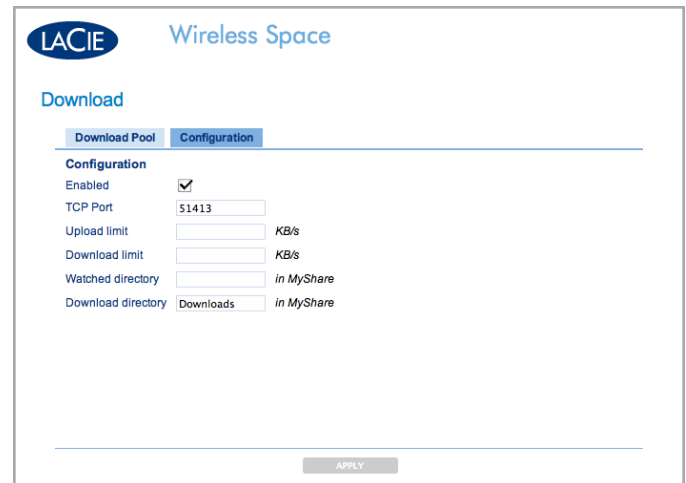 LACIE Wireless Space
Download
Download Pool Configuration
Configuration
Enabled
TCP Port 51413
Upload limit KB/s
Download limit KB/s
Watched directory in MyShare
Download directory Downloads in MyShare
APPLY